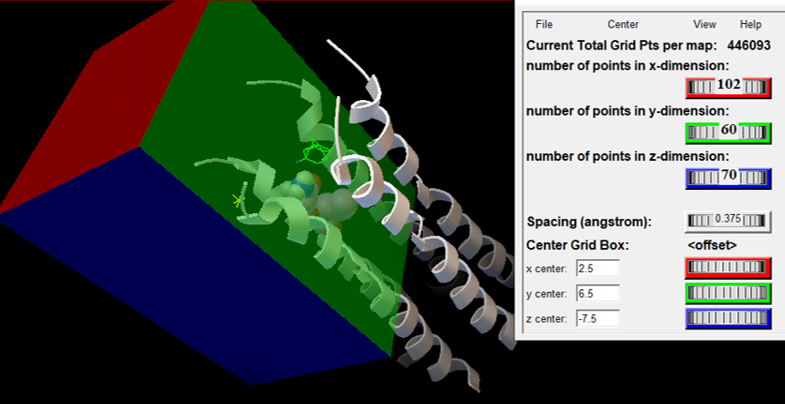 File Center View Help
Current Total Grid Pts per map: 446093
number of points in x-dimension:
102
number of points in y-dimension:
60
number of points in z-dimension:
70
Spacing (angstrom): 0.375
Center Grid Box: <offset>
x center: 2.5
y center: 6.5
z center: -7.5